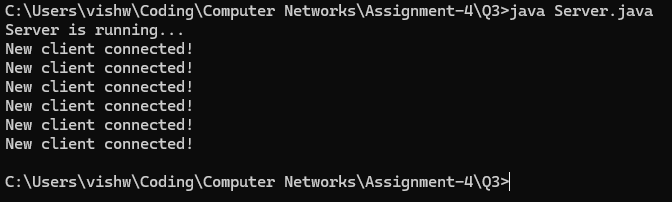 C:\Users\vishw\Coding\Computer Networks\Assignment-4\Q3>java Server.java
Server is running...
New client connected!
New client connected!
New client connected!
New client connected!
New client connected!
New client connected!
C:\Users\vishw\Coding\Computer Networks\Assignment-4\Q3>